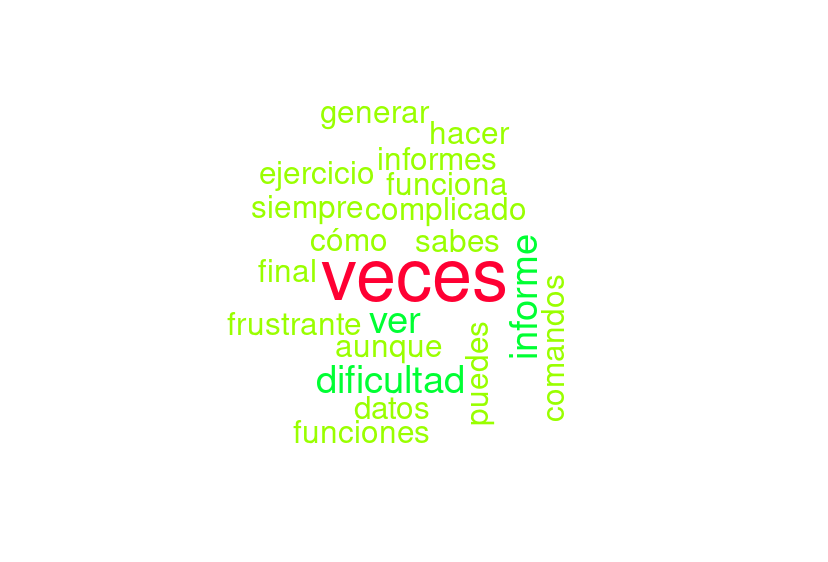 generar
hacer
informes
ejercicio
funciona
siempre
complicado
cómo
sabes
final
veces
informe
comandos
frustrante
ver
aunque
puedes
dificultad
datos
funciones